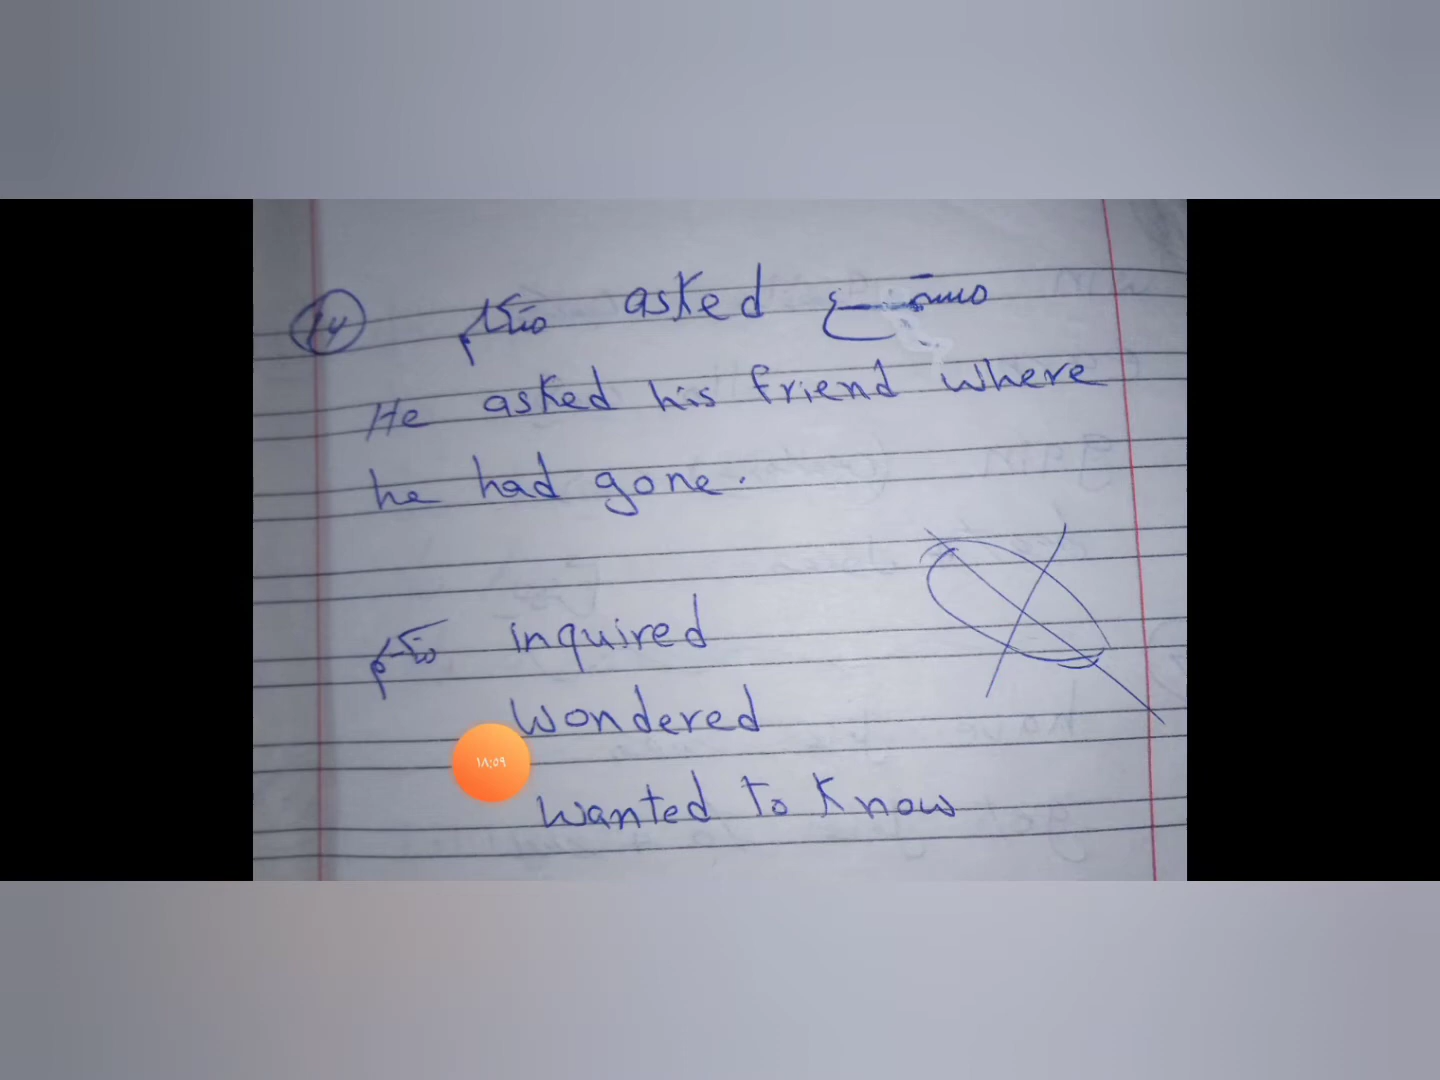 14 متكلم asked مستمع
He asked his friend where
he had gone.
متكلم inquired
wondered
١٨:٥٩
wanted to know